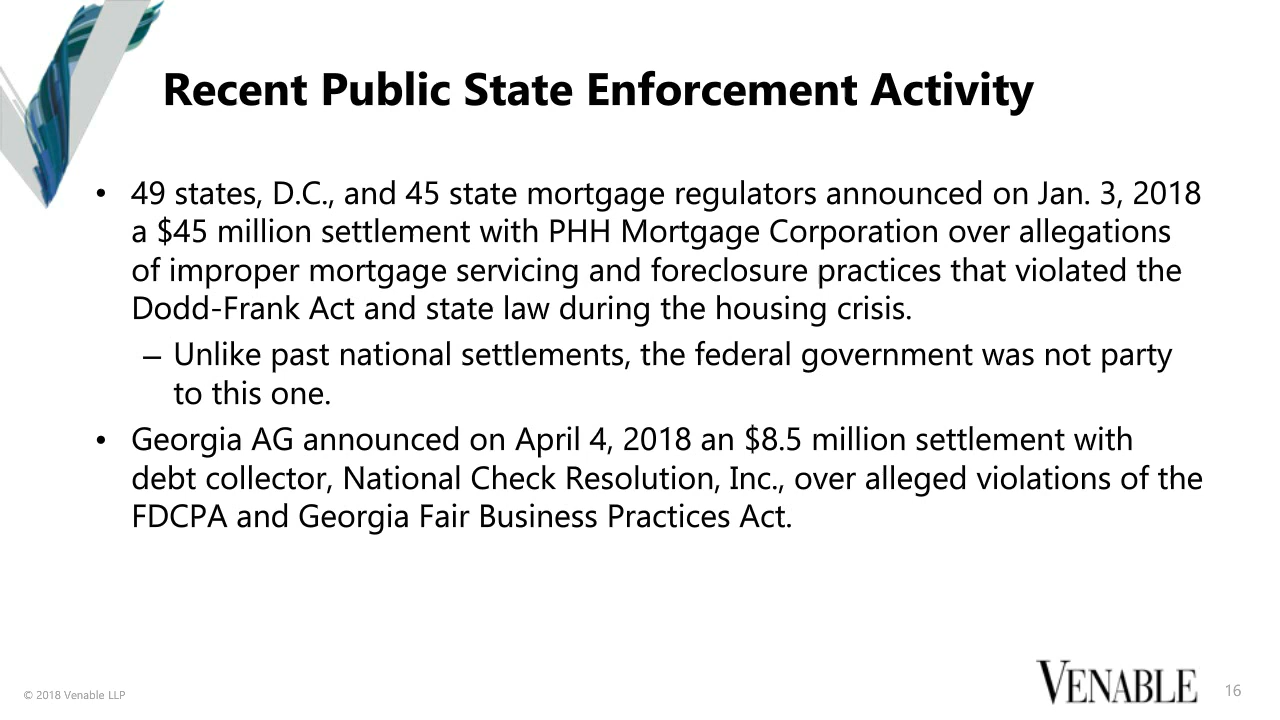 Recent Public State Enforcement Activity
• 49 states, D.C., and 45 state mortgage regulators announced on Jan. 3, 2018
a $45 million settlement with PHH Mortgage Corporation over allegations
of improper mortgage servicing and foreclosure practices that violated the
Dodd-Frank Act and state law during the housing crisis.
– Unlike past national settlements, the federal government was not party
to this one.
• Georgia AG announced on April 4, 2018 an $8.5 million settlement with
debt collector, National Check Resolution, Inc., over alleged violations of the
FDCPA and Georgia Fair Business Practices Act.
© 2018 Venable LLP
VENABLE
16